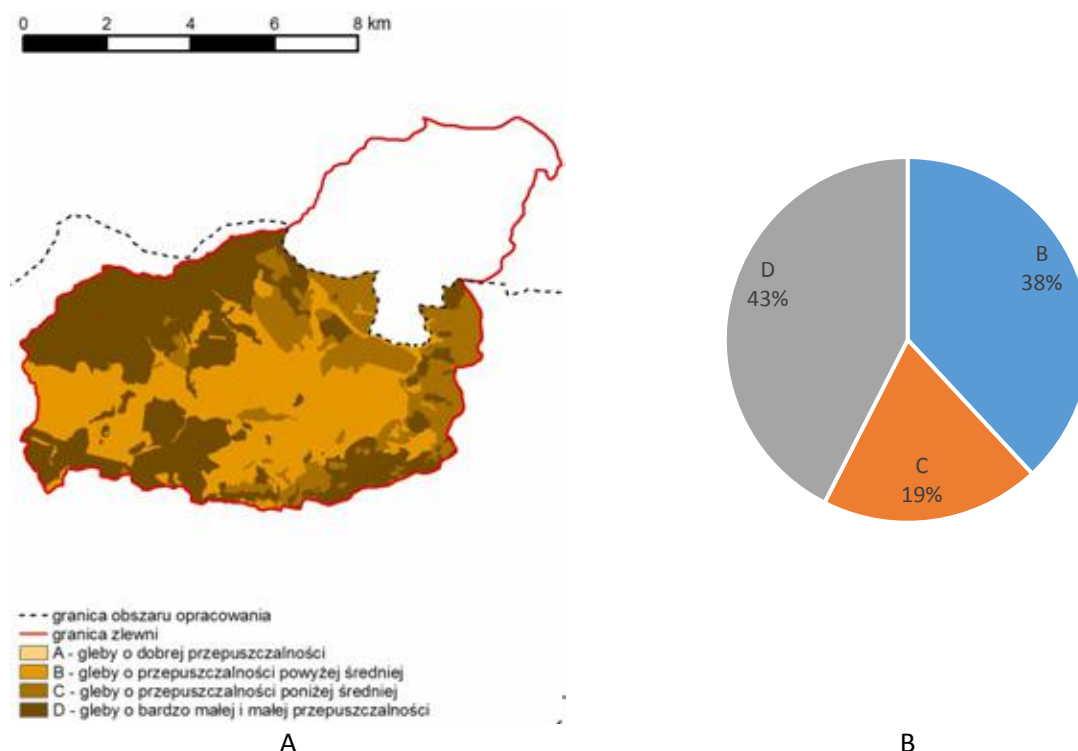 0 2 4 6 8 km
granica obszaru opracowania
granica zlewni
A - gleby o dobrej przepuszczalności
B - gleby o przepuszczalności powyżej średniej
C - gleby o przepuszczalności poniżej średniej
D - gleby o bardzo małej i małej przepuszczalności
A
B
38%
C
19%
D
43%
B